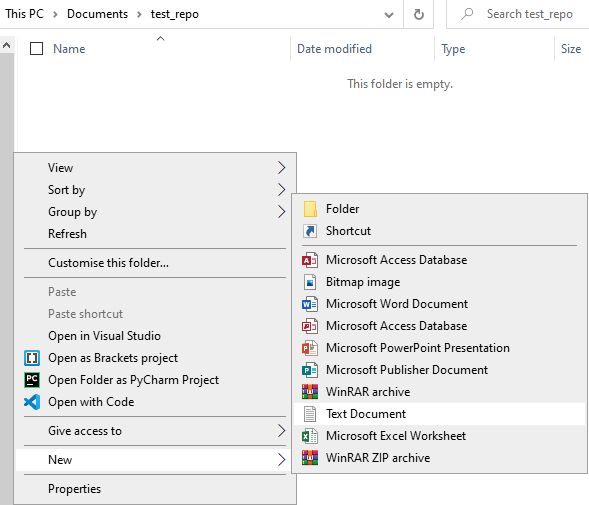 This PC > Documents > test_repo
Search test_repo
Name
Date modified
Type
Size
This folder is empty.
View
Sort by
Group by
Refresh
Customise this folder...
Paste
Paste shortcut
Open in Visual Studio
Open as Brackets project
PC Open Folder as PyCharm Project
Open with Code
Give access to
New
Properties
Folder
Shortcut
A Microsoft Access Database
Bitmap image
W Microsoft Word Document
A Microsoft Access Database
P Microsoft PowerPoint Presentation
P Microsoft Publisher Document
WinRAR archive
Text Document
X Microsoft Excel Worksheet
WinRAR ZIP archive